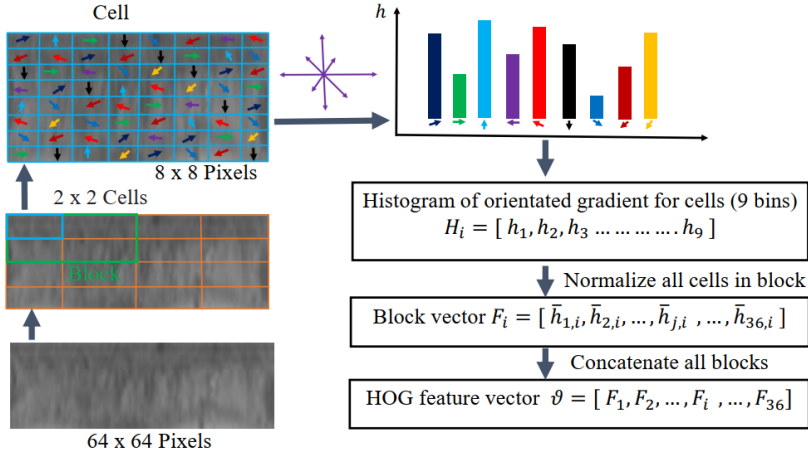 Cell
8 x 8 Pixels
2 x 2 Cells
Block
64 x 64 Pixels
h
Histogram of orientated gradient for cells (9 bins)
H_i = [ h_1, h_2, h_3 … … … … . h_9 ]
Normalize all cells in block
Block vector F_i = [ h̅_{1,i}, h̅_{2,i}, …, h̅_{j,i} , …, h̅_{36,i} ]
Concatenate all blocks
HOG feature vector ϑ = [ F_1, F_2, …, F_i , …, F_{36}]